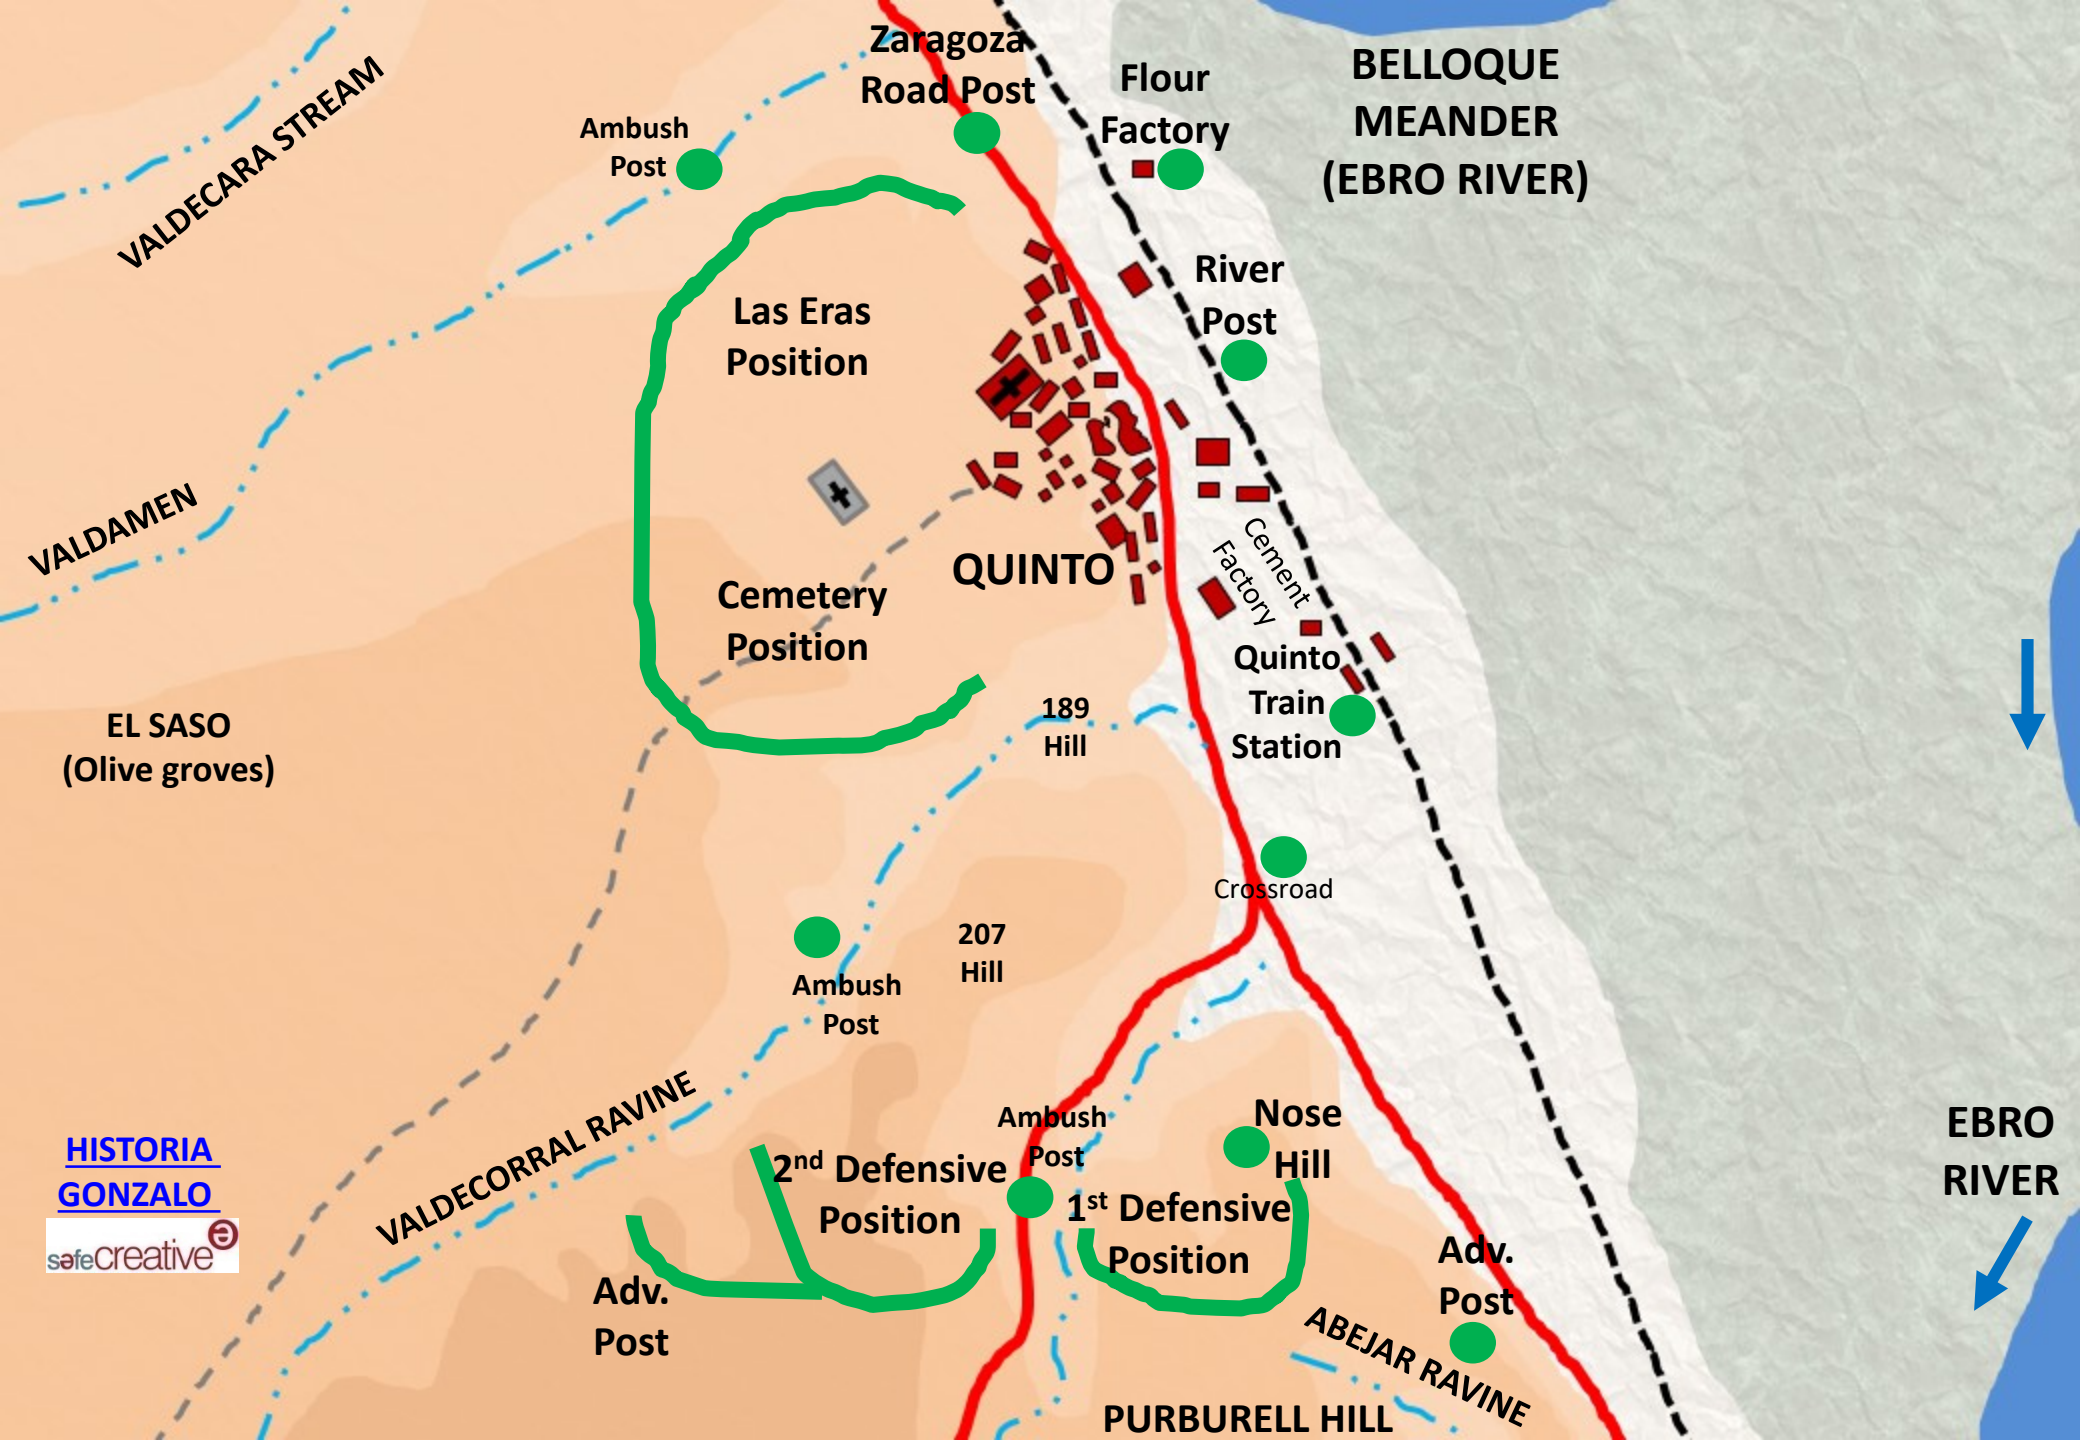 Zaragoza
Road Post
Flour
Factory
BELLOQUE
MEANDER
(EBRO RIVER)
VALDECARA STREAM
Ambush
Post
River
Post
Las Eras
Position
VALDAMEN
QUINTO
Cement
Factory
Cemetery
Position
Quinto
Train
Station
189
Hill
EL SASO
(Olive groves)
Crossroad
207
Hill
Ambush
Post
VALDECORRAL RAVINE
HISTORIA
GONZALO
safecreative
Ambush
Post
Nose
Hill
EBRO
RIVER
2nd Defensive
Position
1st Defensive
Position
Adv.
Post
Adv.
Post
ABEJAR RAVINE
PURBURELL HILL